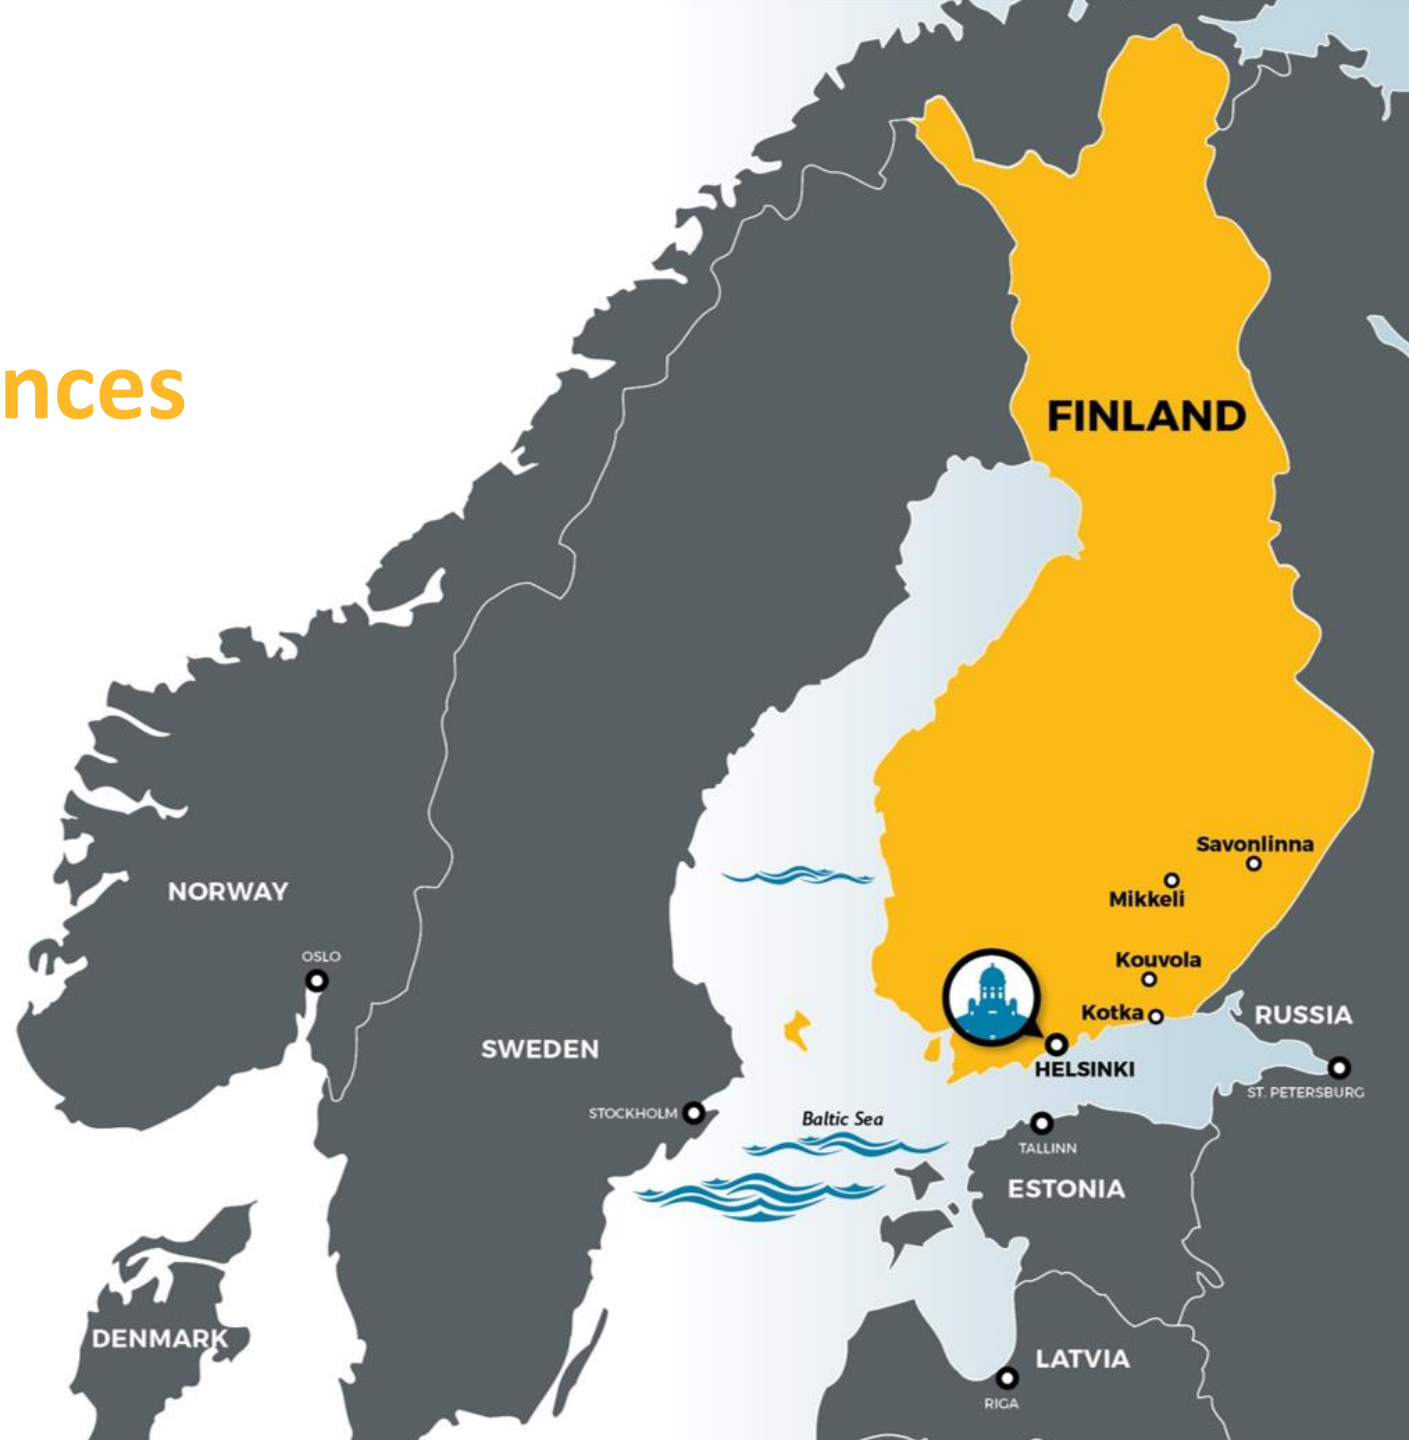 nces
FINLAND
Savonlinna
Mikkeli
NORWAY
OSLO
Kouvola
Kotka
RUSSIA
SWEDEN
HELSINKI
ST. PETERSBURG
STOCKHOLM
Baltic Sea
TALLINN
ESTONIA
DENMARK
LATVIA
RIGA